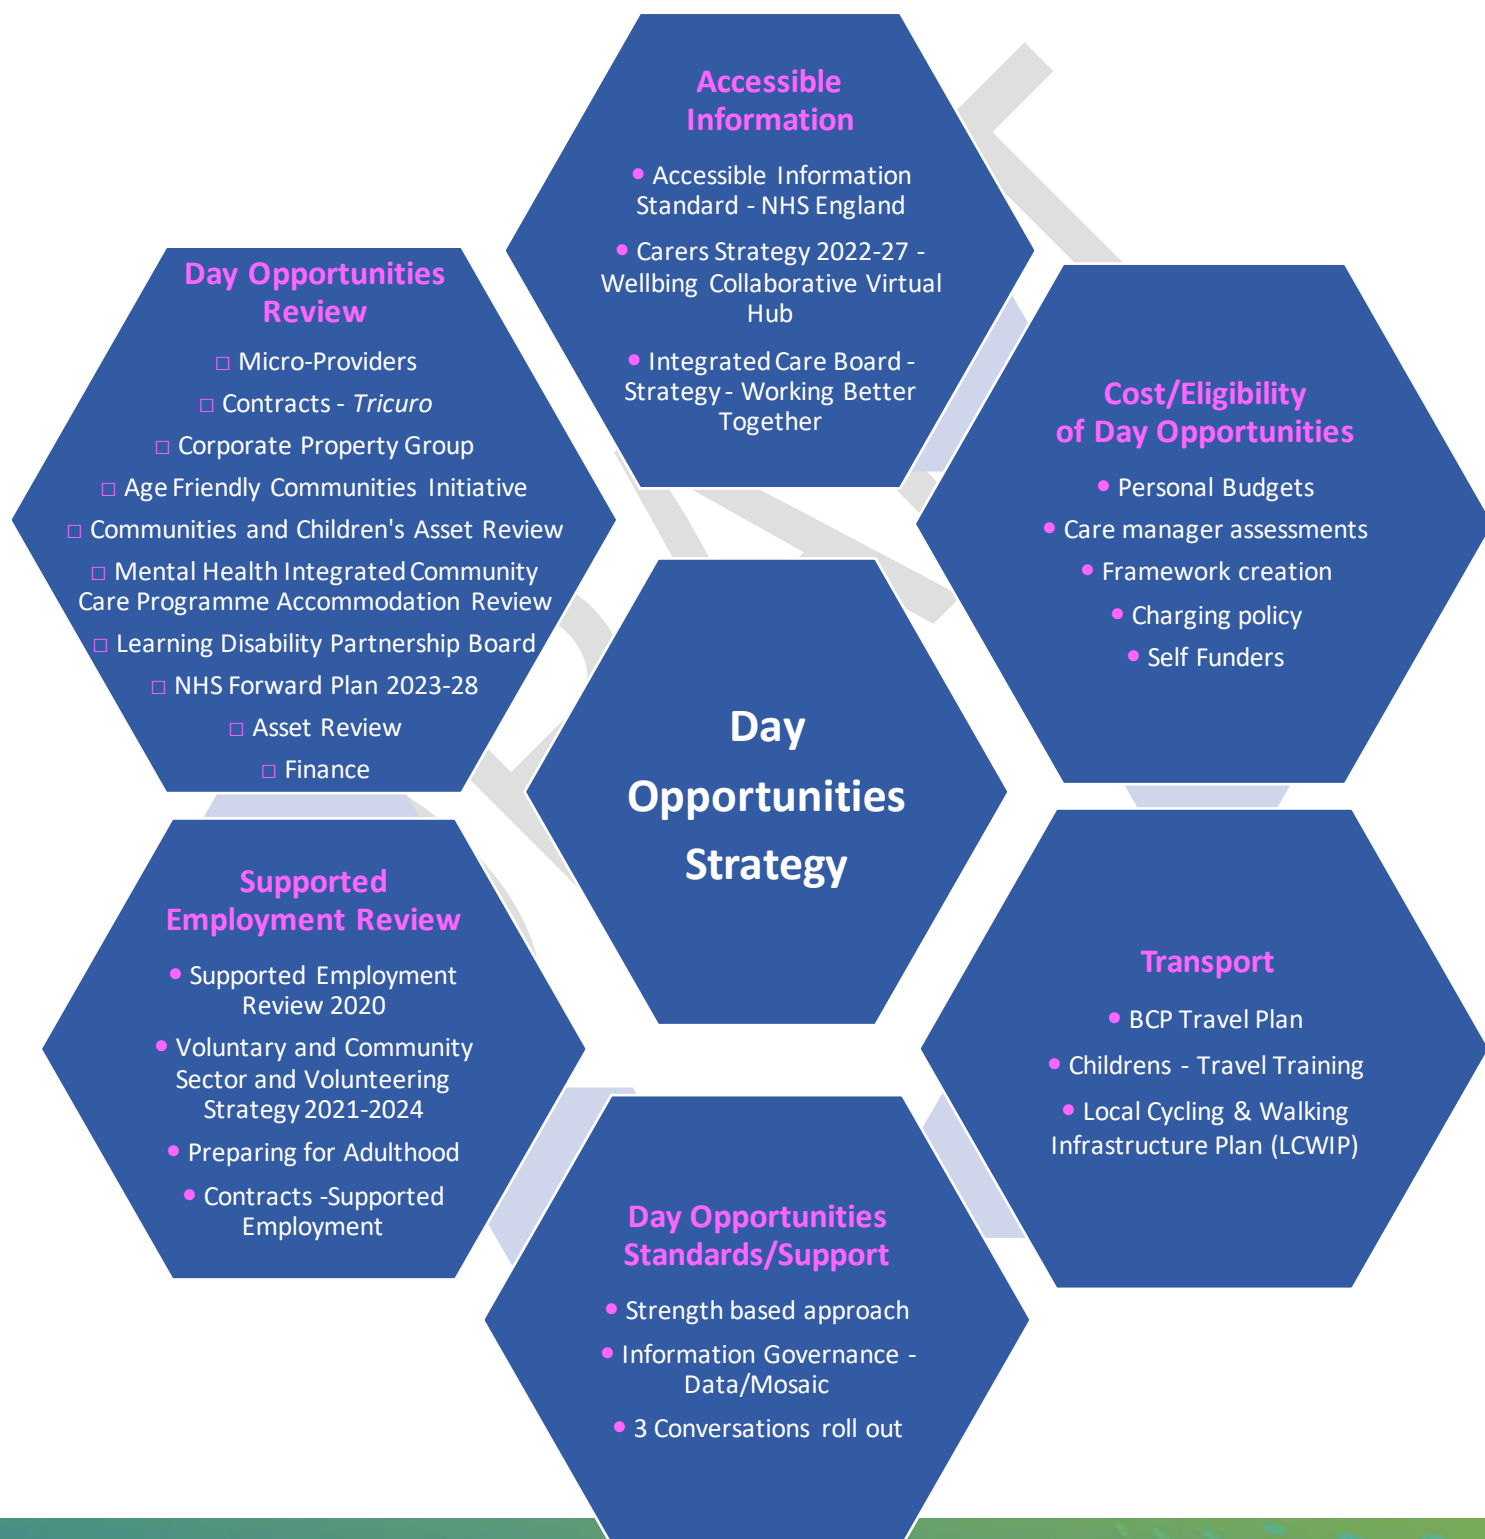 Accessible
Information
• Accessible Information
Standard - NHS England
• Carers Strategy 2022-27 -
Wellbing Collaborative Virtual
Hub
• Integrated Care Board -
Strategy - Working Better
Together
Day Opportunities
Review
□ Micro-Providers
□ Contracts - Tricuro
□ Corporate Property Group
□ Age Friendly Communities Initiative
□ Communities and Children's Asset Review
□ Mental Health Integrated Community
Care Programme Accommodation Review
□ Learning Disability Partnership Board
□ NHS Forward Plan 2023-28
□ Asset Review
□ Finance
Cost/Eligibility
of Day Opportunities
• Personal Budgets
• Care manager assessments
• Framework creation
• Charging policy
• Self Funders
Day
Opportunities
Strategy
Supported
Employment Review
• Supported Employment
Review 2020
• Voluntary and Community
Sector and Volunteering
Strategy 2021-2024
• Preparing for Adulthood
• Contracts -Supported
Employment
Transport
• BCP Travel Plan
• Childrens - Travel Training
• Local Cycling & Walking
Infrastructure Plan (LCWIP)
Day Opportunities
Standards/Support
• Strength based approach
• Information Governance -
Data/Mosaic
• 3 Conversations roll out